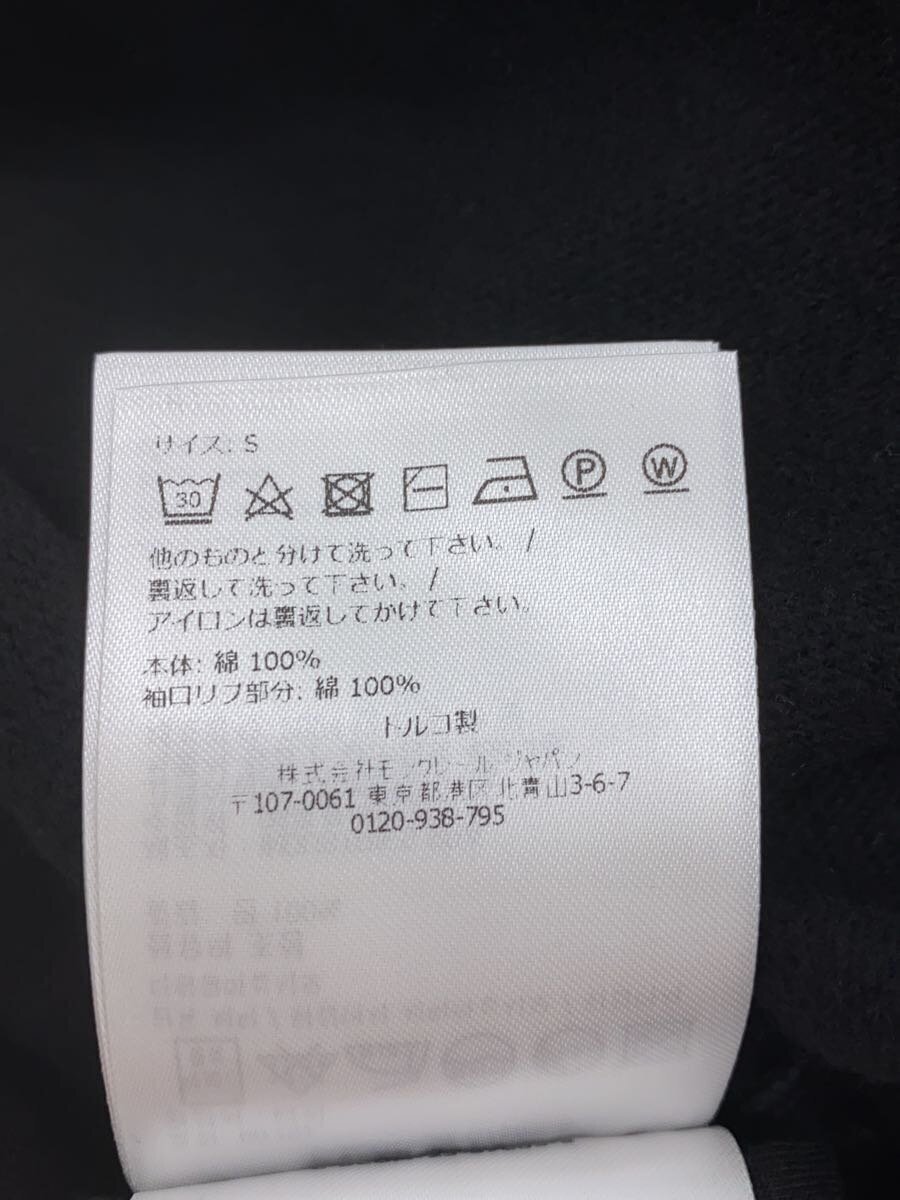 サイズ: S
30
P W
他のものと分けて洗って下さい。 /
裏返して洗って下さい、 /
アイロンは裏返してかけて下さい。
本体: 綿 100%
袖口リブ部分: 綿 100%
トルコ製
株式会社モンクレール ジャパン
〒107-0061 東京都港区北青山3-6-7
0120-938-795